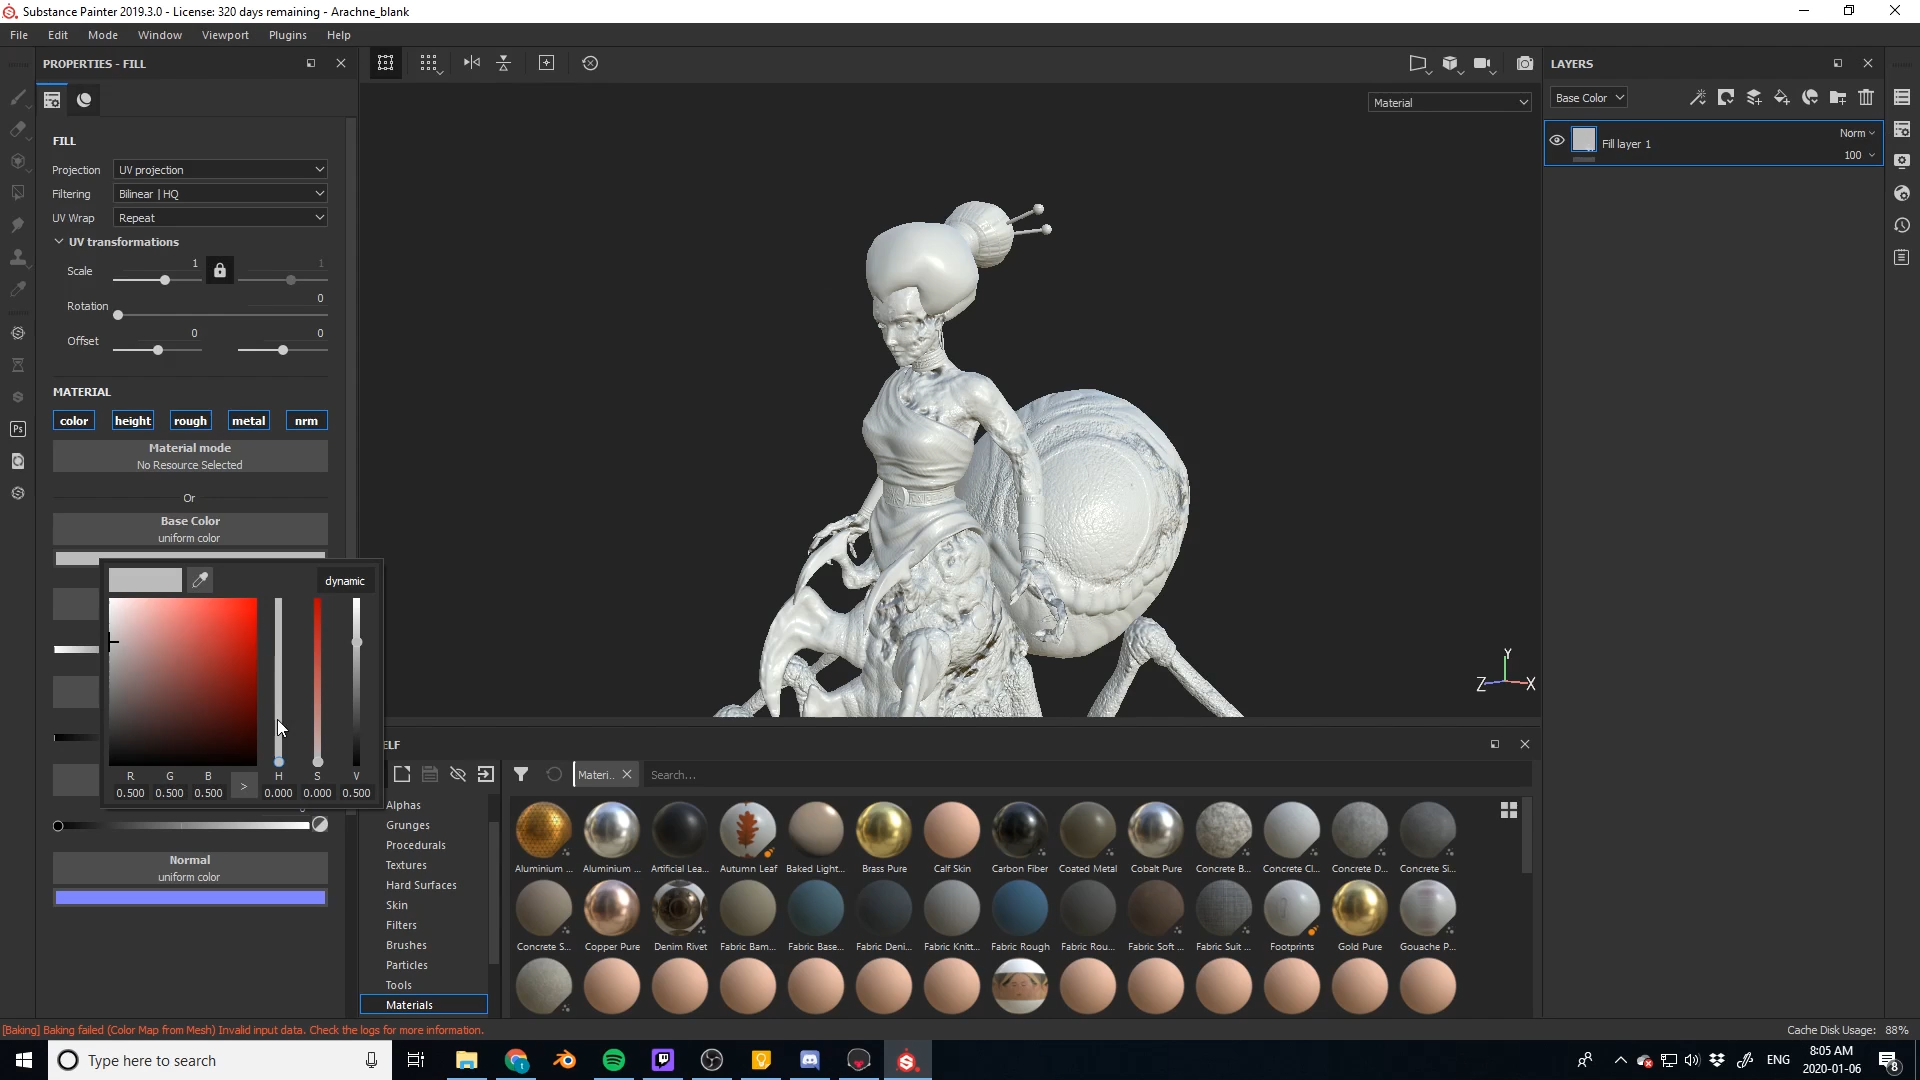 Substance Painter 2019.3.0 - License: 320 days remaining - Arachne_blank
File Edit Mode Window Viewport Plugins Help
PROPERTIES - FILL
FILL
Projection UV projection
Filtering Bilinear | HQ
UV Wrap Repeat
UV transformations
Scale 1 1
Rotation 0
Offset 0 0
MATERIAL
color height rough metal nrm
Material mode
No Resource Selected
Or
Base Color
uniform color
dynamic
R G B H S V
0.500 0.500 0.500 > 0.000 0.000 0.500
Normal
uniform color
Material
Y
Z X
LAYERS
Base Color
Fill layer 1
Norm
100
ELF
Materi.. Search...
Alphas
Grunges
Procedurals
Textures
Hard Surfaces
Skin
Filters
Brushes
Particles
Tools
Materials
Aluminium ... Aluminium ... Artificial Lea... Autumn Leaf Baked Light... Brass Pure Calf Skin Carbon Fiber Coated Metal Cobalt Pure Concrete B... Concrete Cl... Concrete D... Concrete Si...
Concrete S... Copper Pure Denim Rivet Fabric Bam... Fabric Base... Fabric Deni... Fabric Knitt... Fabric Rough Fabric Rou... Fabric Soft ... Fabric Suit ... Footprints Gold Pure Gouache P...
[Baking] Baking failed (Color Map from Mesh) Invalid input data. Check the logs for more information.
Cache Disk Usage: 88%
Type here to search
Ps
ENG
8:05 AM
2020-01-06
8